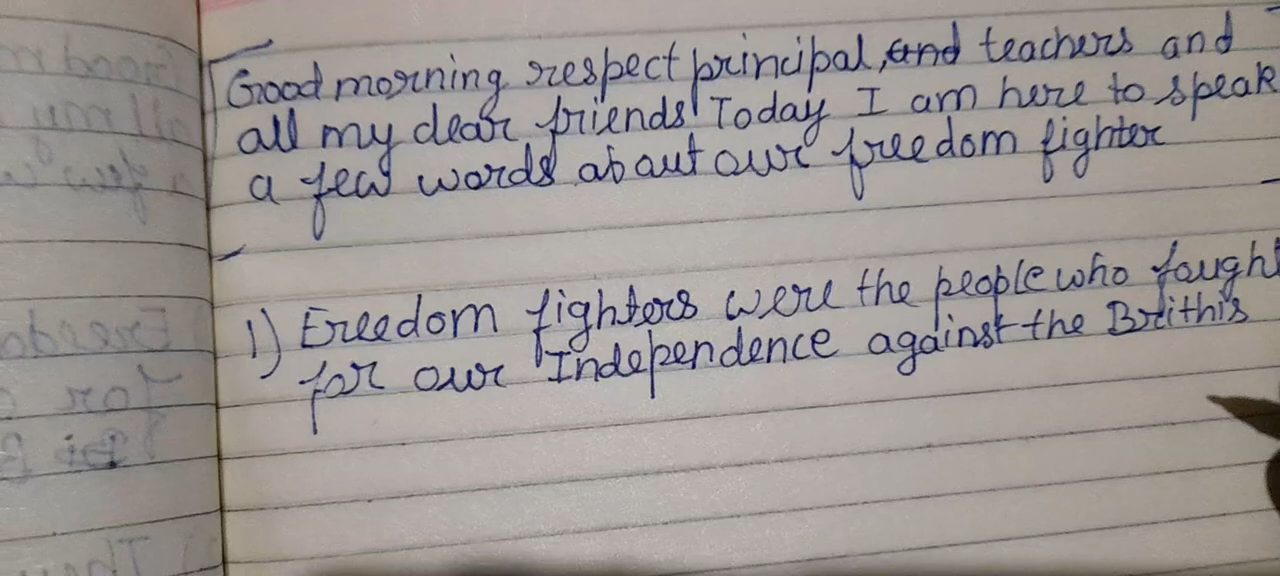 Good morning respect principal, and teachers and
all my dear friends Today I am here to speak
a few words about our freedom fighter
1) Freedom fighters were the people who faught
for our Independence against the Brithis